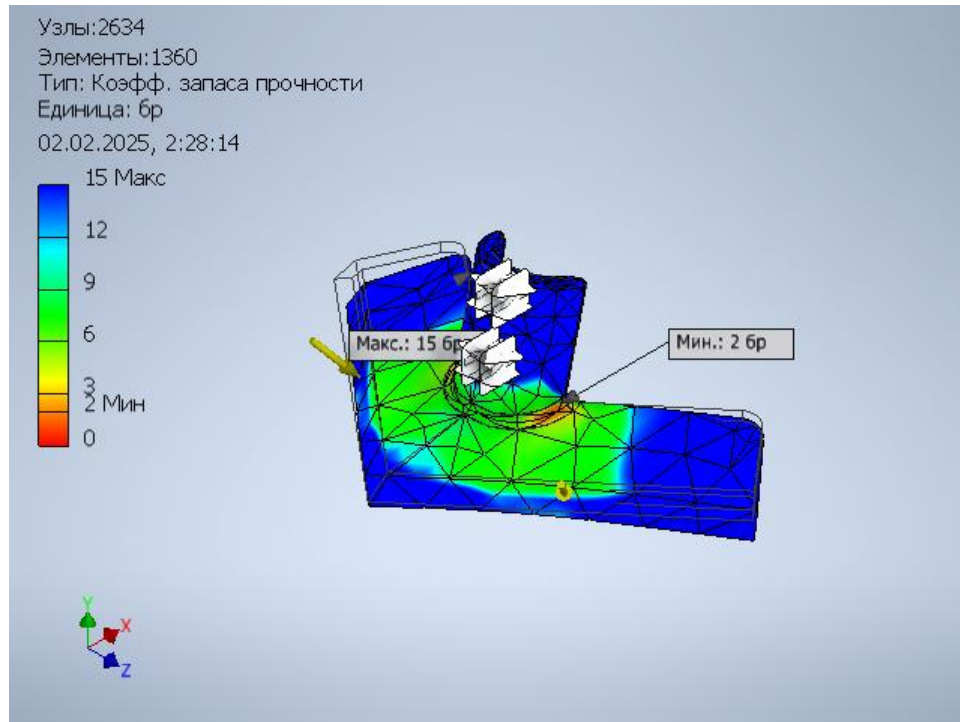 Узлы:2634
Элементы:1360
Тип: Коэфф. запаса прочности
Единица: бр
02.02.2025, 2:28:14
15 Макс
12
9
6
3
2 Мин
0
Макс.: 15 бр
Мин.: 2 бр
Y
X
Z